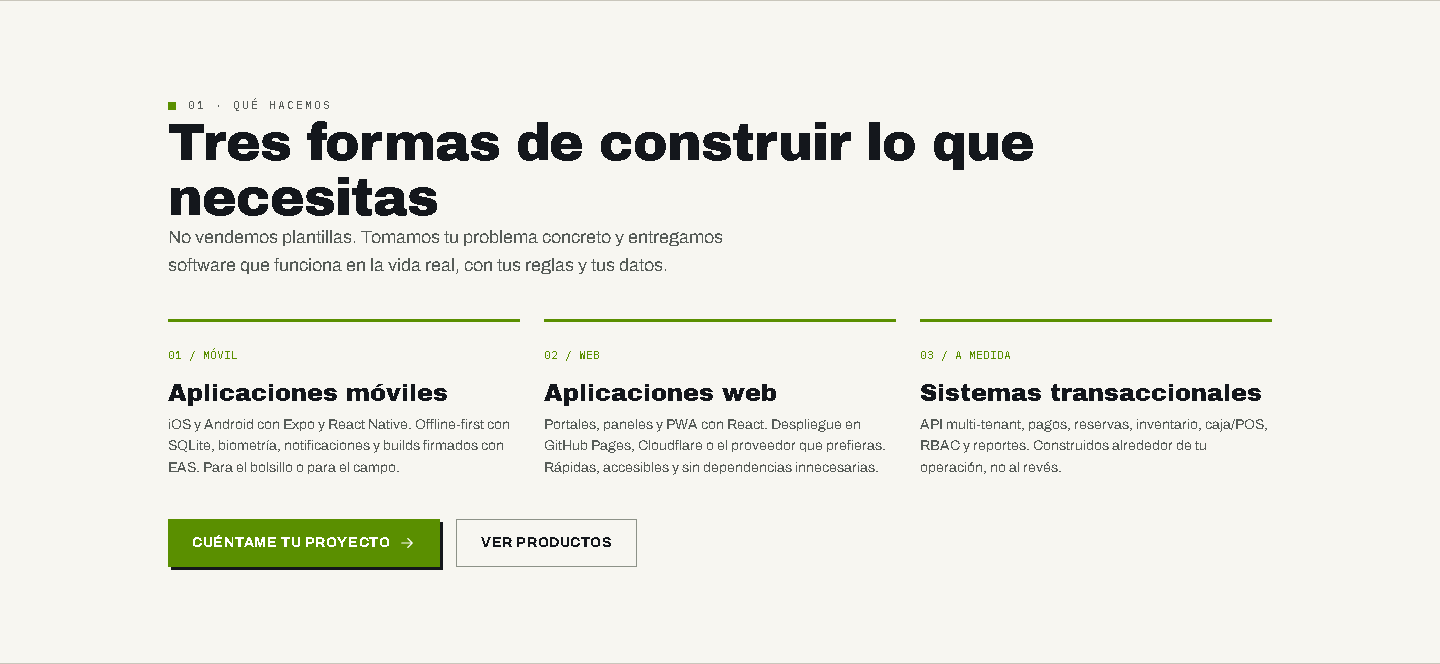 01 · QUÉ HACEMOS
Tres formas de construir lo que
necesitas
No vendemos plantillas. Tomamos tu problema concreto y entregamos
software que funciona en la vida real, con tus reglas y tus datos.
01 / MÓVIL
Aplicaciones móviles
iOS y Android con Expo y React Native. Offline-first con
SQLite, biometría, notificaciones y builds firmados con
EAS. Para el bolsillo o para el campo.
02 / WEB
Aplicaciones web
Portales, paneles y PWA con React. Despliegue en
GitHub Pages, Cloudflare o el proveedor que prefieras.
Rápidas, accesibles y sin dependencias innecesarias.
03 / A MEDIDA
Sistemas transaccionales
API multi-tenant, pagos, reservas, inventario, caja/POS,
RBAC y reportes. Construidos alrededor de tu
operación, no al revés.
CUÉNTAME TU PROYECTO →
VER PRODUCTOS